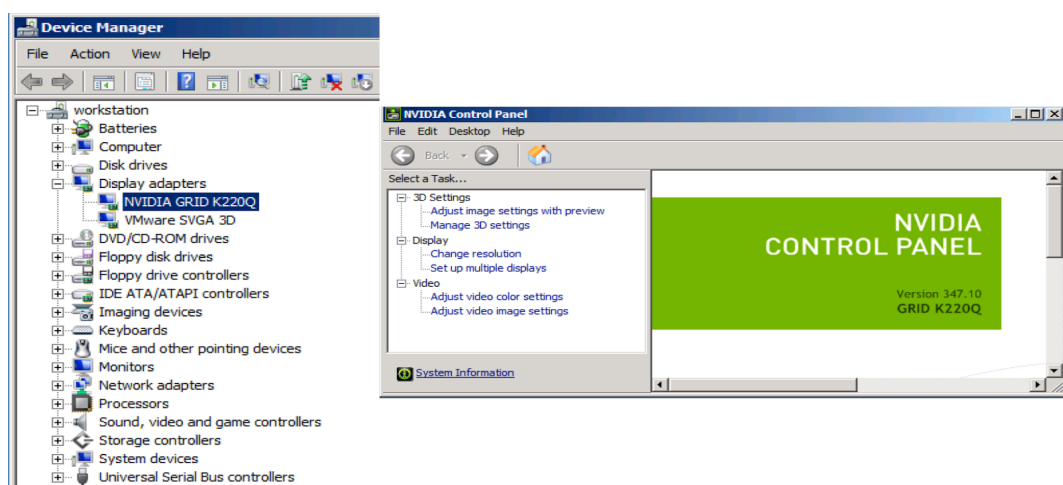 Device Manager
File Action View Help
workstation
Batteries
Computer
Disk drives
Display adapters
NVIDIA GRID K220Q
VMware SVGA 3D
DVD/CD-ROM drives
Floppy disk drives
Floppy drive controllers
IDE ATA/ATAPI controllers
Imaging devices
Keyboards
Mice and other pointing devices
Monitors
Network adapters
Processors
Sound, video and game controllers
Storage controllers
System devices
Universal Serial Bus controllers
NVIDIA Control Panel
File Edit Desktop Help
Back
Select a Task...
3D Settings
Adjust image settings with preview
Manage 3D settings
Display
Change resolution
Set up multiple displays
Video
Adjust video color settings
Adjust video image settings
System Information
NVIDIA
CONTROL PANEL
Version 347.10
GRID K220Q